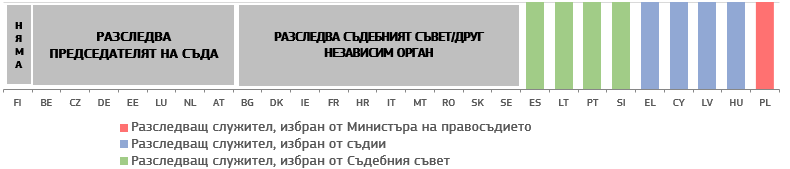 НЯМА
РАЗСЛЕДВА
ПРЕДСЕДАТЕЛЯТ НА СЪДА
РАЗСЛЕДВА СЪДЕБНИЯТ СЪВЕТ/ДРУГ
НЕЗАВИСИМ ОРГАН
FI BE CZ DE EE LU NL AT BG DK IE FR HR IT MT RO SK SE ES LT PT SI EL CY LV HU PL
Разследващ служител, избран от Министъра на правосъдието
Разследващ служител, избран от съдии
Разследващ служител, избран от Съдебния съвет